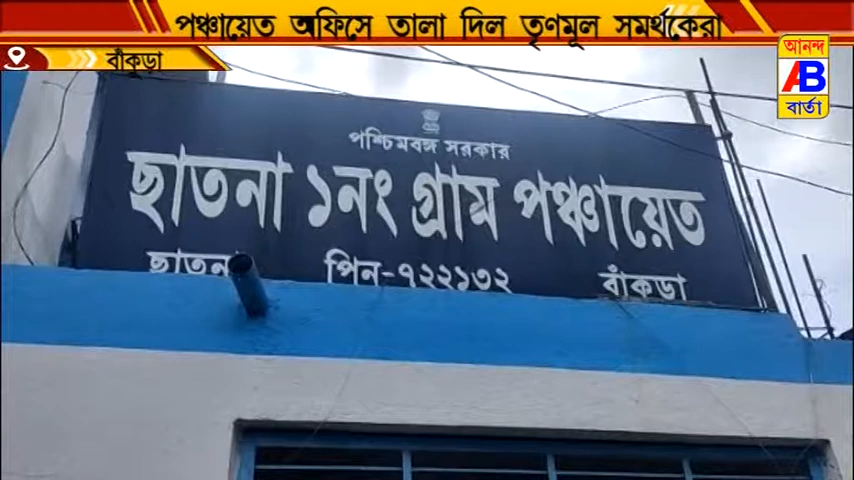 পঞ্চায়েত অফিসে তালা দিল তৃণমূল সমর্থকেরা
বাঁকুড়া
আনন্দ
AB
বার্তা
পশ্চিমবঙ্গ সরকার
ছাতনা ১নং গ্রাম পঞ্চায়েত
ছাতনা পিন-৭২২১৩২ বাঁকুড়া